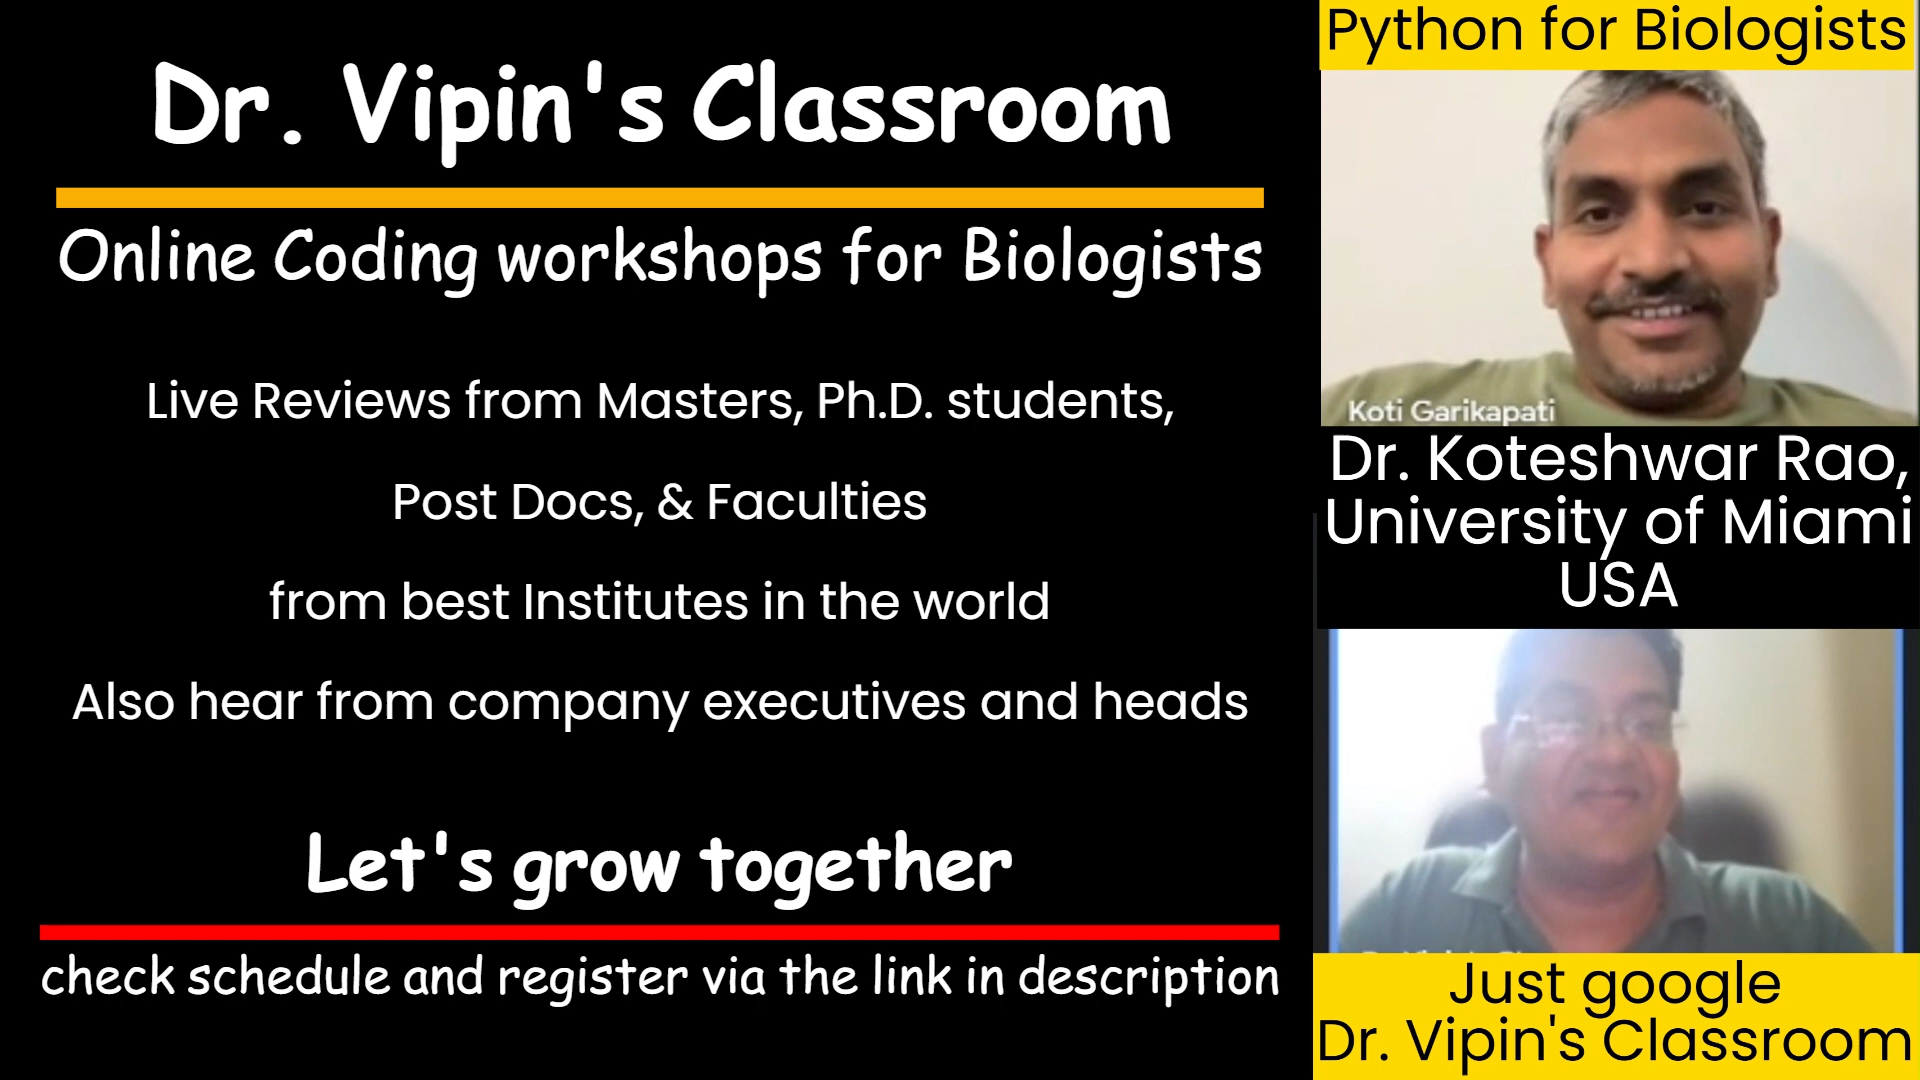 Dr. Vipin's Classroom
Online Coding workshops for Biologists
Live Reviews from Masters, Ph.D. students,
Post Docs, & Faculties
from best Institutes in the world
Also hear from company executives and heads
Let's grow together
check schedule and register via the link in description
Python for Biologists
Koti Garikapati
Dr. Koteshwar Rao,
University of Miami
USA
Just google
Dr. Vipin's Classroom